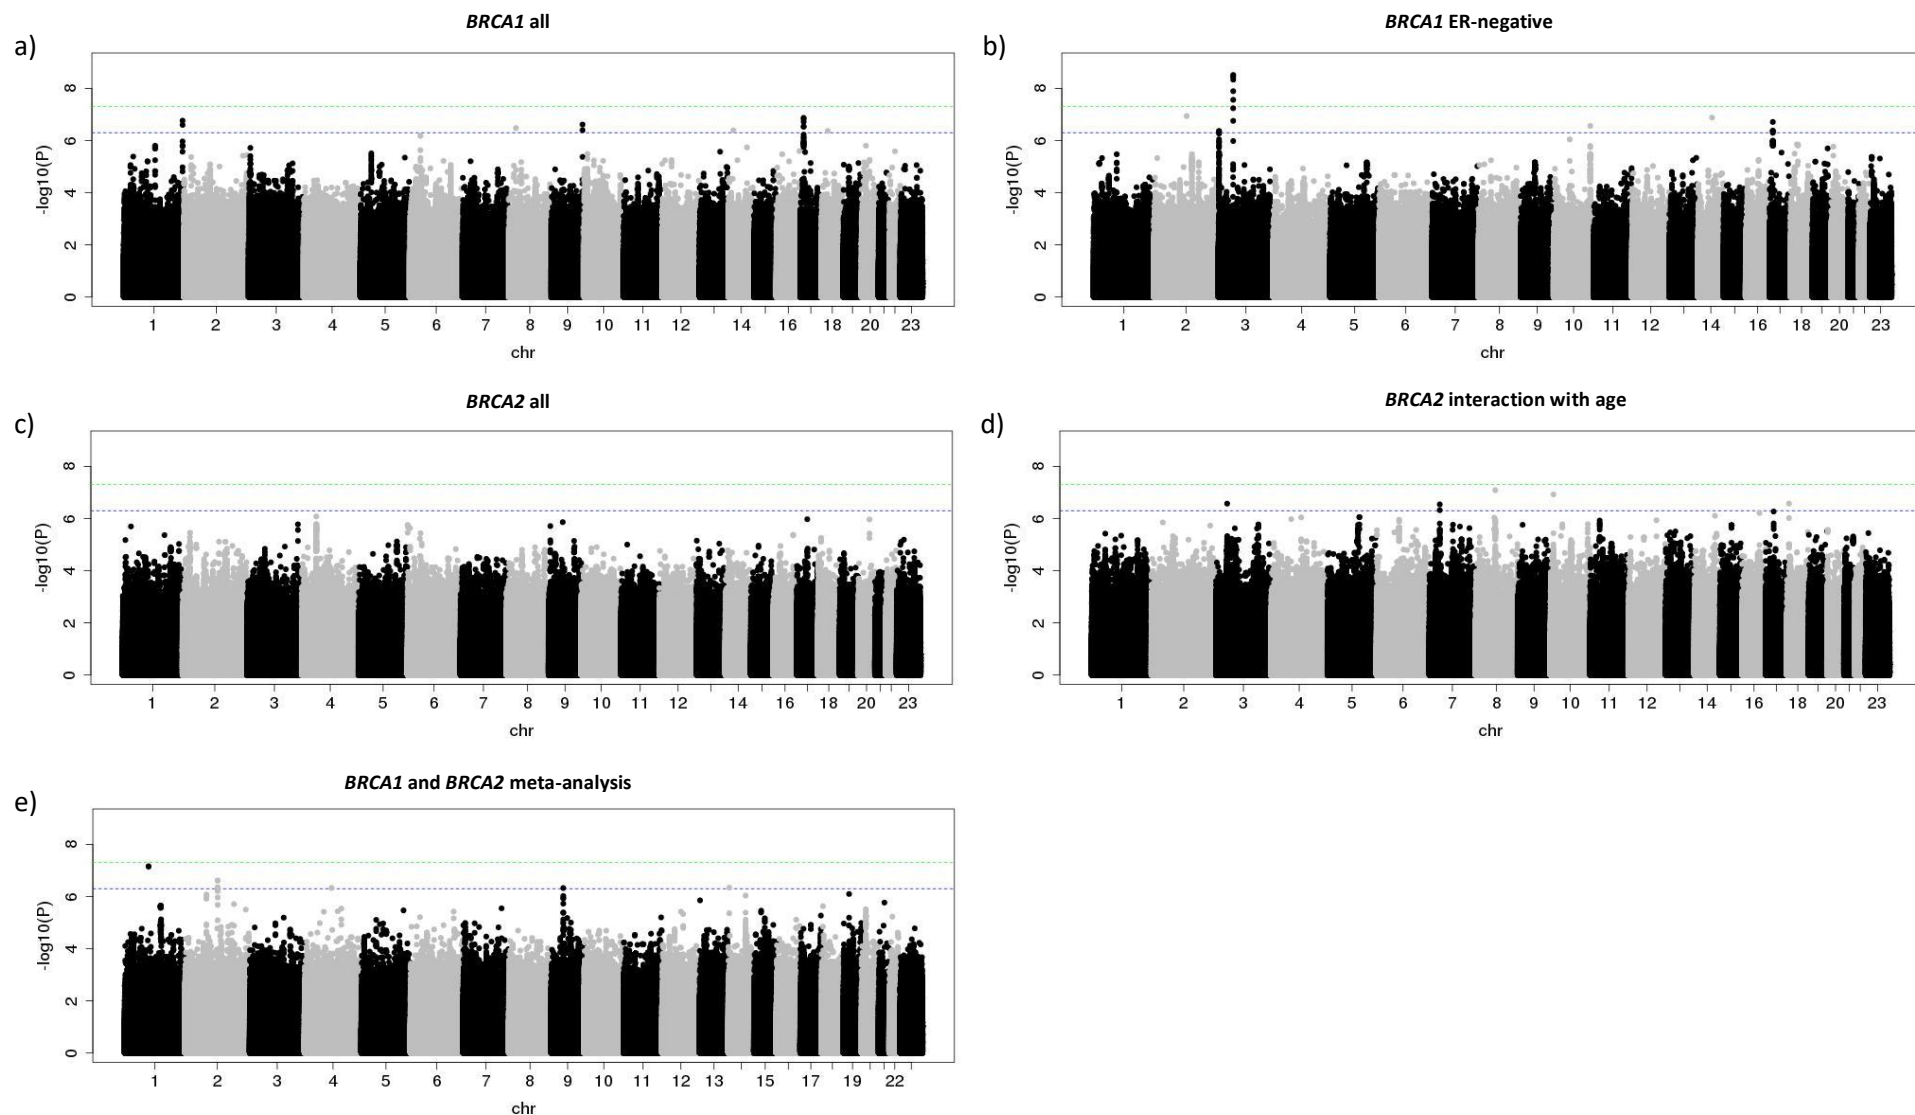 BRCA1 all
a)
8
6
4
2
0
-log10(P)
1 2 3 4 5 6 7 8 9 10 11 12 14 16 18 20 23
chr
BRCA1 ER-negative
b)
8
6
4
2
0
-log10(P)
1 2 3 4 5 6 7 8 9 10 11 12 14 16 18 20 23
chr
BRCA2 all
c)
8
6
4
2
0
-log10(P)
1 2 3 4 5 6 7 8 9 10 11 12 14 16 18 20 23
chr
BRCA2 interaction with age
d)
8
6
4
2
0
-log10(P)
1 2 3 4 5 6 7 8 9 10 11 12 14 16 18 20 23
chr
BRCA1 and BRCA2 meta-analysis
e)
8
6
4
2
0
-log10(P)
1 2 3 4 5 6 7 8 9 10 11 12 13 15 17 19 22
chr